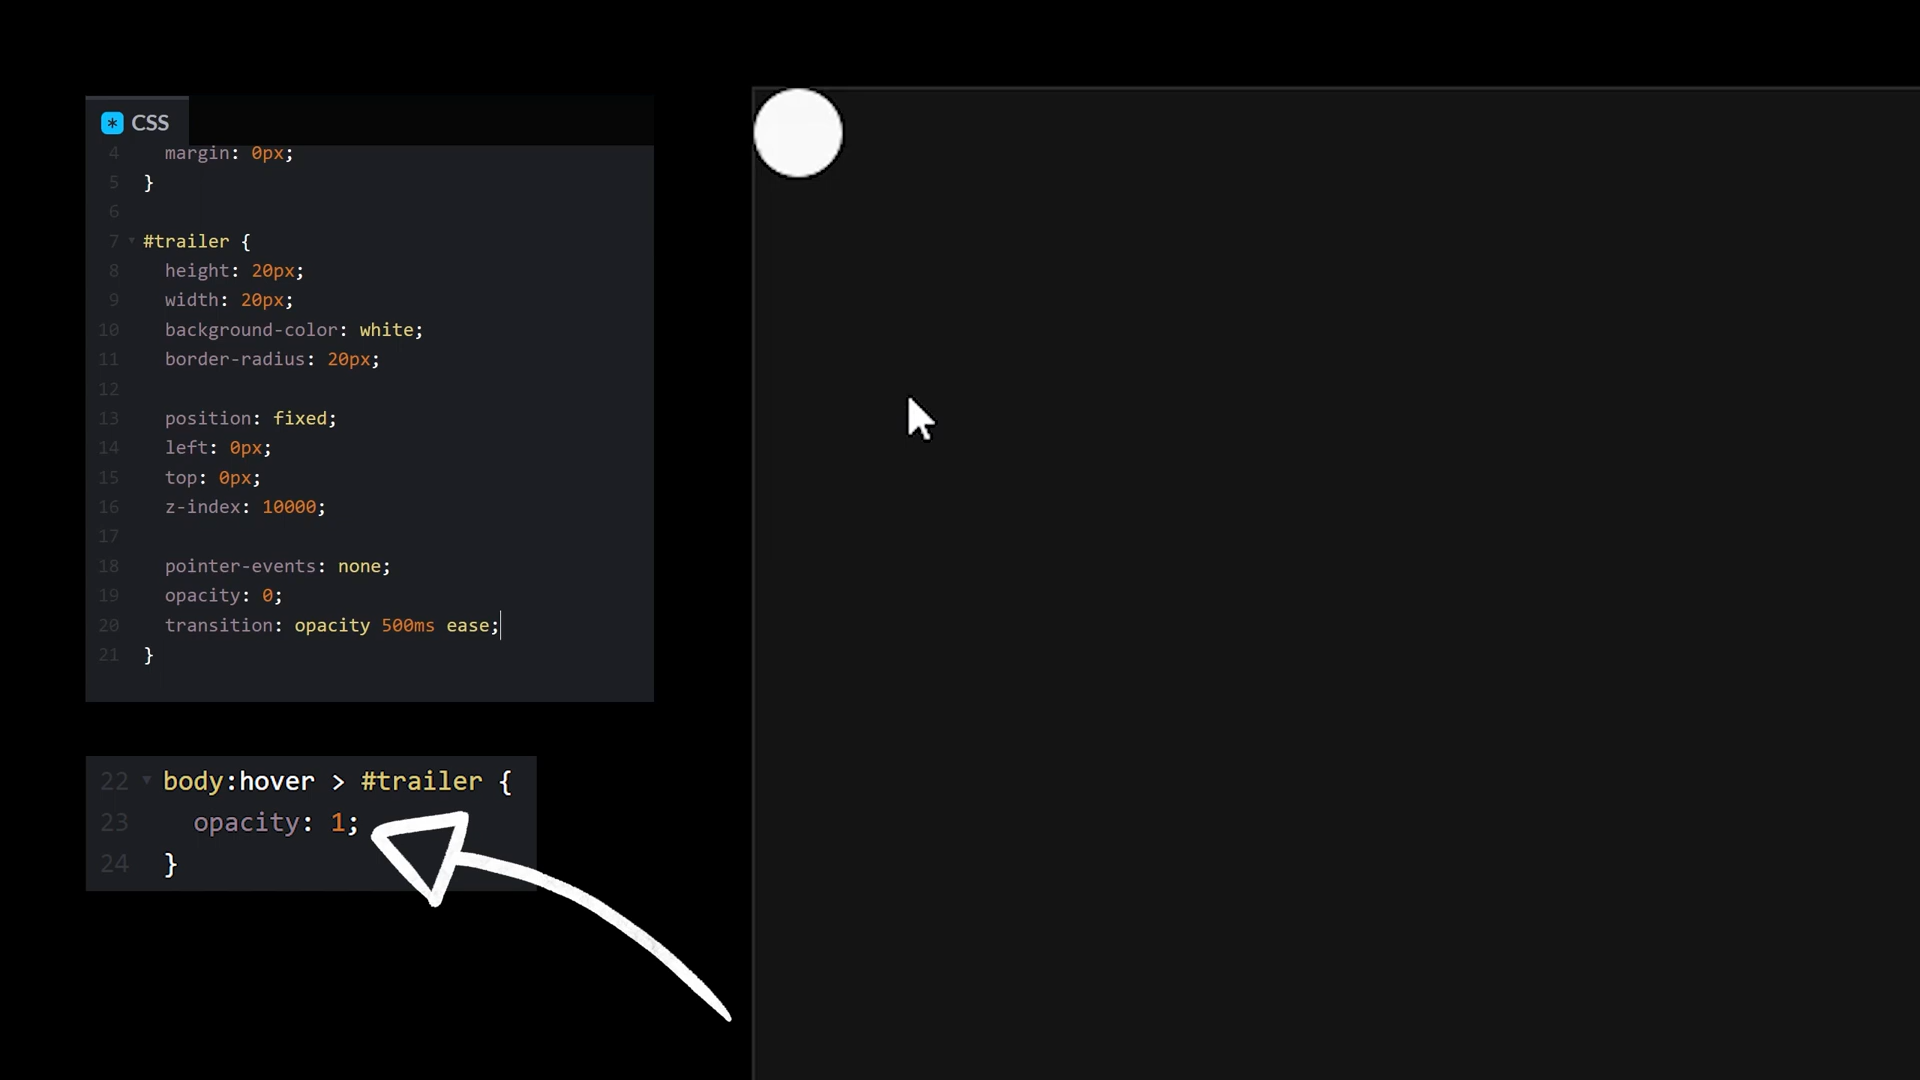 * CSS
4 margin: 0px;
5 }
6
7 #trailer {
8 height: 20px;
9 width: 20px;
10 background-color: white;
11 border-radius: 20px;
12
13 position: fixed;
14 left: 0px;
15 top: 0px;
16 z-index: 10000;
17
18 pointer-events: none;
19 opacity: 0;
20 transition: opacity 500ms ease;
21 }
22 body:hover > #trailer {
23 opacity: 1;
24 }